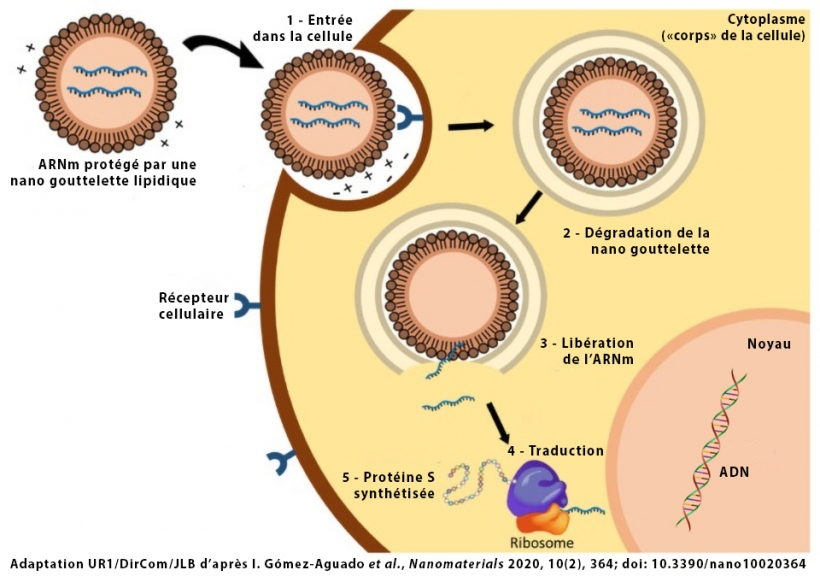 1 - Entrée
dans la cellule
Cytoplasme
(«corps» de la cellule)
ARNm protégé par une
nano gouttelette lipidique
2 - Dégradation de la
nano gouttelette
Récepteur
cellulaire
3 - Libération
de l'ARNm
Noyau
4 - Traduction
5 - Protéine S
synthétisée
ADN
Ribosome
Adaptation UR1/DirCom/JLB d'après I. Gómez-Aguado et al., Nanomaterials 2020, 10(2), 364; doi: 10.3390/nano10020364